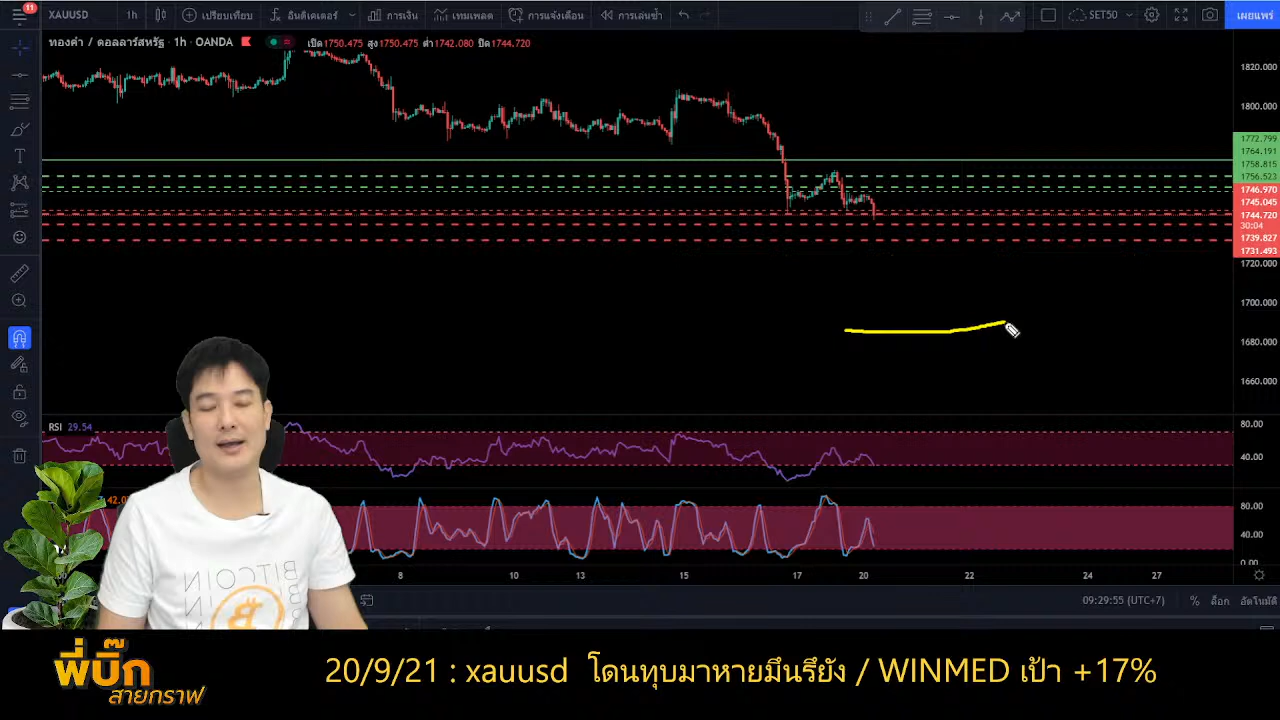 11
XAUUSD 1h เปรียบเทียบ อินดิเคเตอร์ การเงิน เทมเพลต การแจ้งเตือน การเล่นซ้ำ SET50 เผยแพร่
ทองคำ / ดอลลาร์สหรัฐ · 1h · OANDA เปิด1750.475 สูง1750.475 ต่ำ1742.080 ปิด1744.720
1820.000
1800.000
1772.799
1764.191
1758.815
1756.523
1746.970
1745.045
1744.720
30:04
1739.827
1731.493
1720.000
1700.000
1680.000
1660.000
RSI 29.54
80.00
40.00
80.00
40.00
0.00
8 10 13 15 17 20 22 24 27
09:29:55 (UTC+7) % ล็อก อัตโนมัติ
BITCOIN
พี่บิ๊ก
สายกราฟ
20/9/21 : xauusd โดนทุบมาหายมึนรึยัง / WINMED เป้า +17%